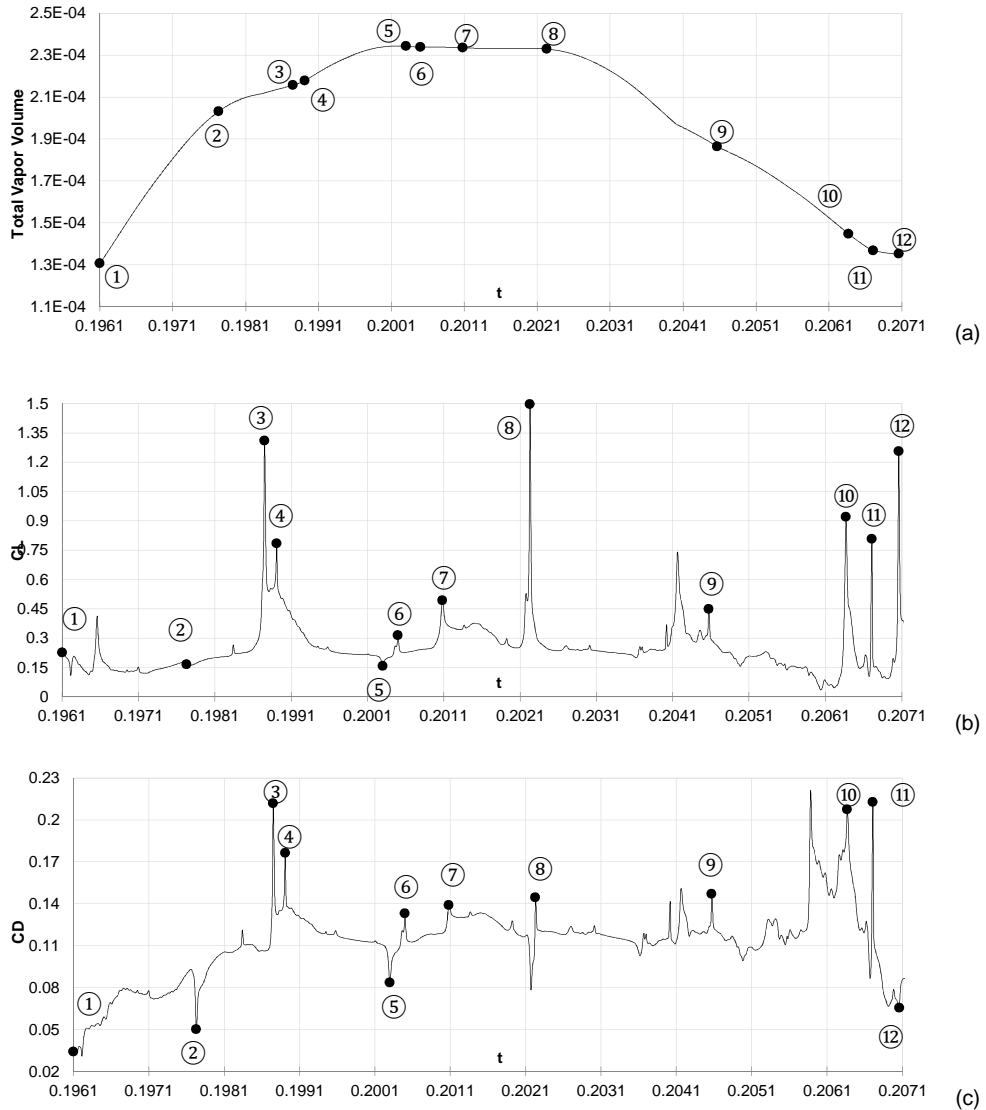 2.5E-04
2.3E-04
2.1E-04
1.9E-04
1.7E-04
1.5E-04
1.3E-04
1.1E-04
Total Vapor Volume
① ② ③ ④ ⑤ ⑥ ⑦ ⑧ ⑨ ⑩ ⑪ ⑫
t
0.1961 0.1971 0.1981 0.1991 0.2001 0.2011 0.2021 0.2031 0.2041 0.2051 0.2061 0.2071
(a)
1.5
1.35
1.2
1.05
0.9
0.75
0.6
0.45
0.3
0.15
0
CL
① ② ③ ④ ⑤ ⑥ ⑦ ⑧ ⑨ ⑩ ⑪ ⑫
t
0.1961 0.1971 0.1981 0.1991 0.2001 0.2011 0.2021 0.2031 0.2041 0.2051 0.2061 0.2071
(b)
0.23
0.2
0.17
0.14
0.11
0.08
0.05
0.02
CD
① ② ③ ④ ⑤ ⑥ ⑦ ⑧ ⑨ ⑩ ⑪ ⑫
t
0.1961 0.1971 0.1981 0.1991 0.2001 0.2011 0.2021 0.2031 0.2041 0.2051 0.2061 0.2071
(c)